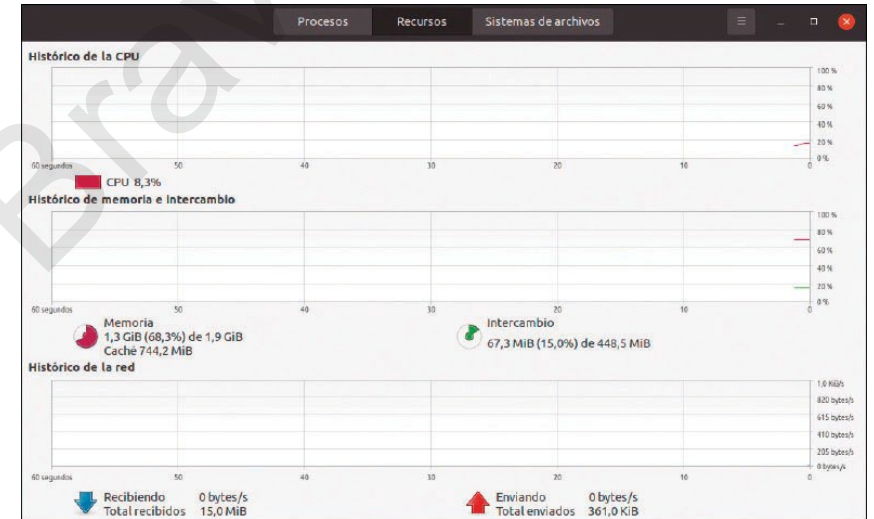 Procesos Recursos Sistemas de archivos
Histórico de la CPU
100 %
80 %
60 %
40 %
20 %
0 %
60 segundos 50 40 30 20 10 0
CPU 8,3%
Histórico de memoria e intercambio
100 %
80 %
60 %
40 %
20 %
0 %
60 segundos 50 40 30 20 10 0
Memoria
1,3 GiB (68,3%) de 1,9 GiB
Caché 744,2 MiB
Intercambio
67,3 MiB (15,0%) de 448,5 MiB
Histórico de la red
1,0 KiB/s
820 bytes/s
615 bytes/s
410 bytes/s
205 bytes/s
0 bytes/s
60 segundos 50 40 30 20 10 0
Recibiendo 0 bytes/s
Total recibidos 15,0 MiB
Enviando 0 bytes/s
Total enviados 361,0 KiB
Brav